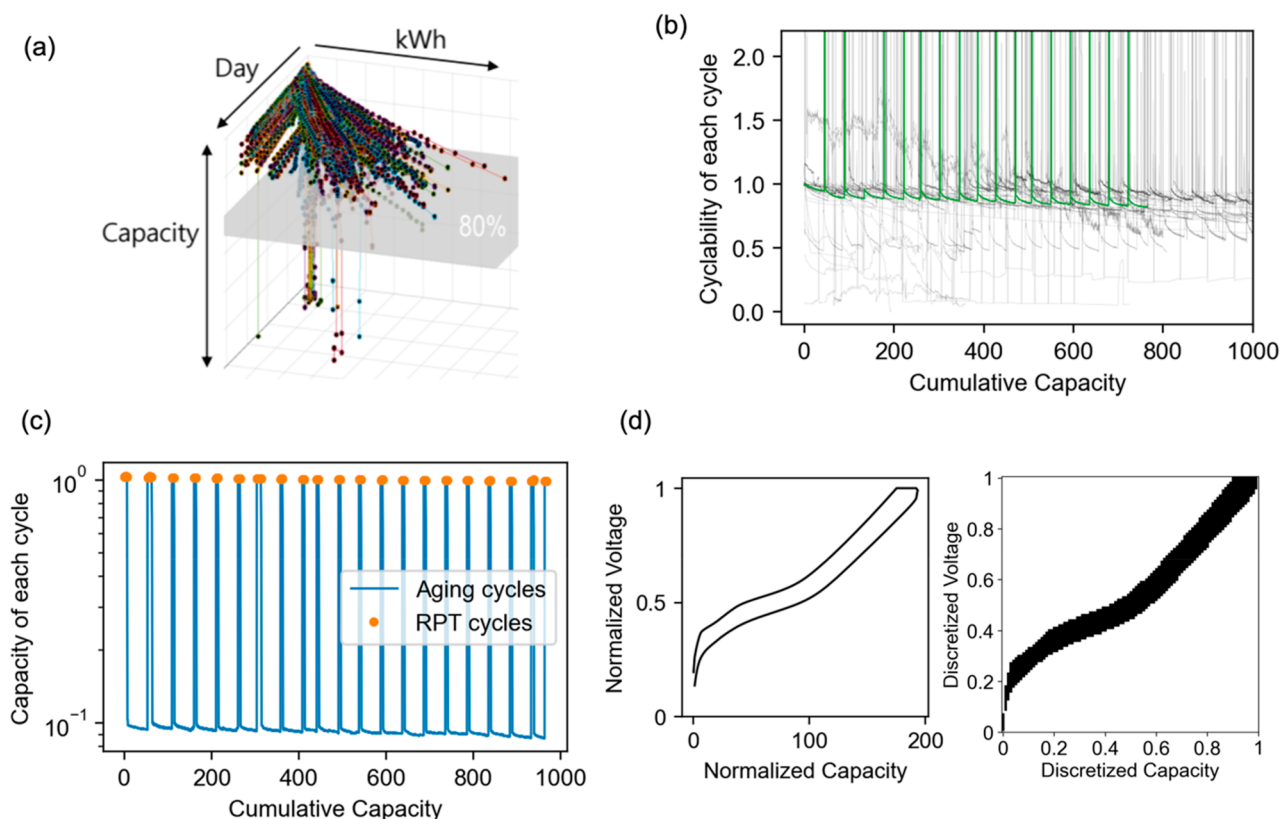 (a)
kWh
Day
Capacity
80%
(b)
Cyclability of each cycle
2.0
1.5
1.0
0.5
0.0
0 200 400 600 800 1000
Cumulative Capacity
(c)
Capacity of each cycle
10⁰
10⁻¹
Aging cycles
RPT cycles
0 200 400 600 800 1000
Cumulative Capacity
(d)
Normalized Voltage
1
0.5
0
0 100 200
Normalized Capacity
Discretized Voltage
1
0.8
0.6
0.4
0.2
0
0 0.2 0.4 0.6 0.8 1
Discretized Capacity